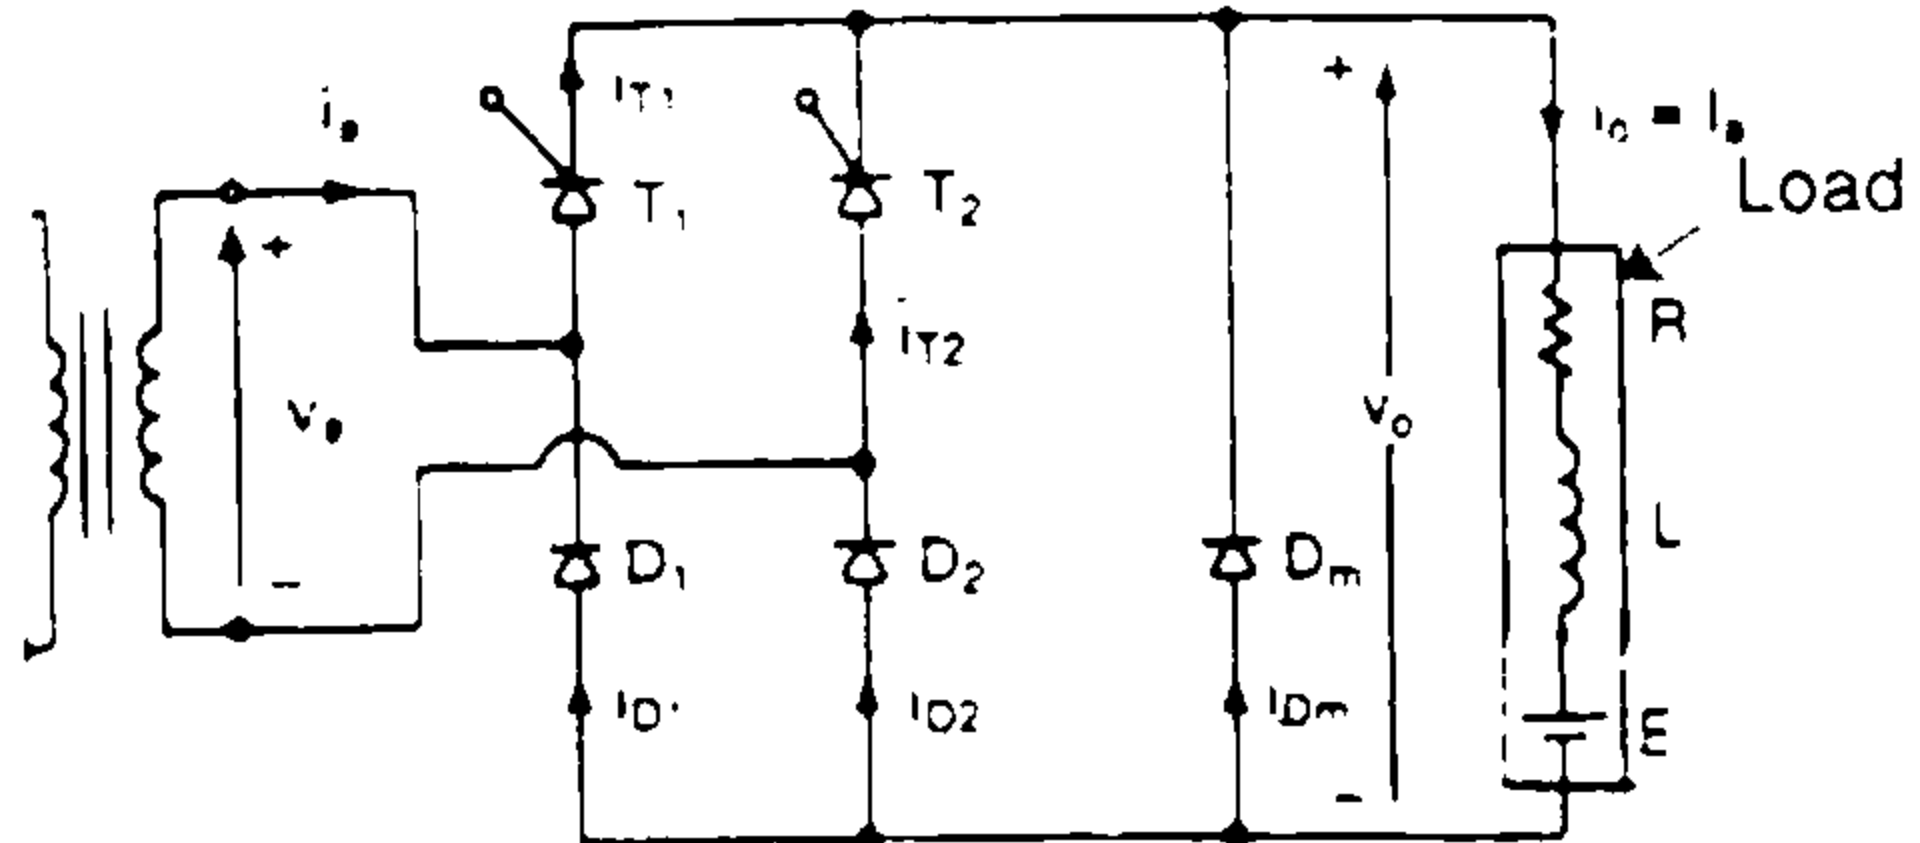 i_s
+
v_s
−
i_T1
T_1
T_2
i_T2
D_1
D_2
D_m
i_D1
i_D2
i_Dm
+
v_o
−
i_o = I_a
Load
R
L
E